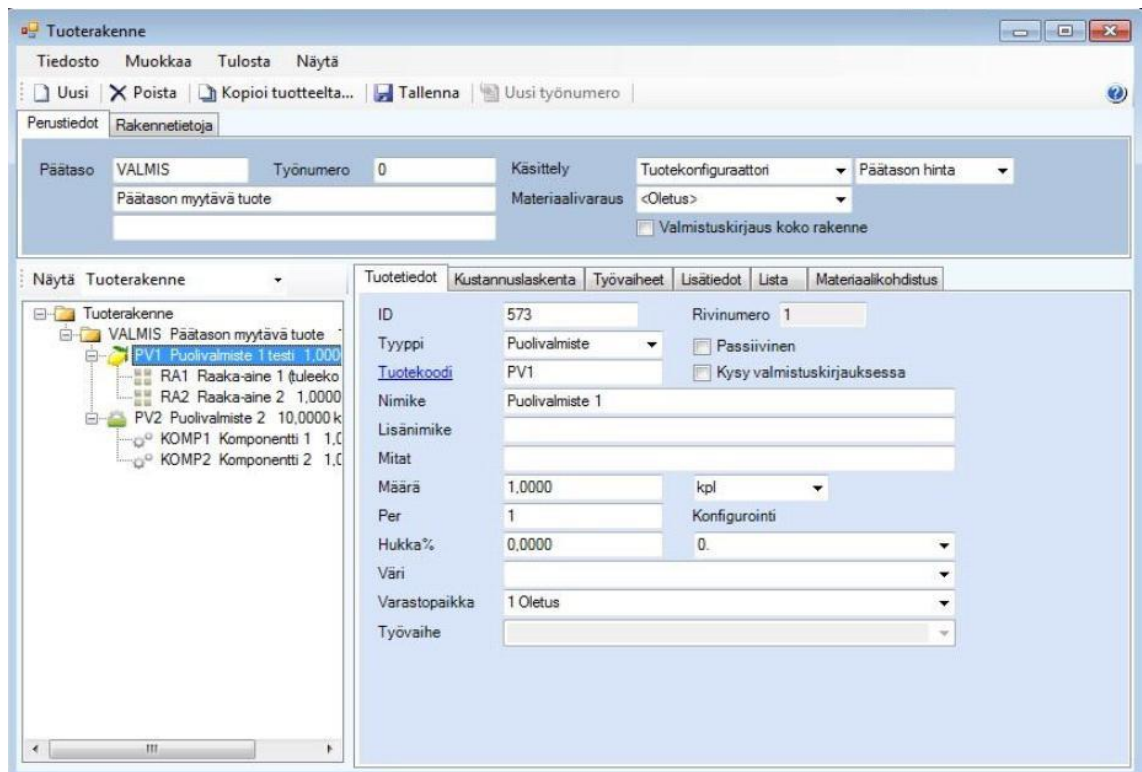 Tuoterakenne
Tiedosto Muokkaa Tulosta Näytä
Uusi Poista Kopioi tuotteelta... Tallenna Uusi työnumero
Perustiedot Rakennetietoja
Päätaso VALMIS Työnumero 0 Käsittely Tuotekonfiguraattori Päätason hinta
Päätason myytävä tuote Materiaalivaraus <Oletus>
Valmistuskirjaus koko rakenne
Näytä Tuoterakenne
Tuoterakenne
VALMIS Päätason myytävä tuote
PV1 Puolivalmiste 1 testi 1,000
RA1 Raaka-aine 1 (tuleeko
RA2 Raaka-aine 2 1,0000
PV2 Puolivalmiste 2 10,0000 k
KOMP1 Komponentti 1 1,0
KOMP2 Komponentti 2 1,0
Tuotetiedot Kustannuslaskenta Työvaiheet Lisätiedot Lista Materiaalikohdistus
ID 573 Rivinumero 1
Tyyppi Puolivalmiste Passiivinen
Tuotekoodi PV1 Kysy valmistuskirjauksessa
Nimike Puolivalmiste 1
Lisänimike
Mitat
Määrä 1,0000 kpl
Per 1 Konfigurointi
Hukka% 0,0000 0.
Väri
Varastopaikka 1 Oletus
Työvaihe